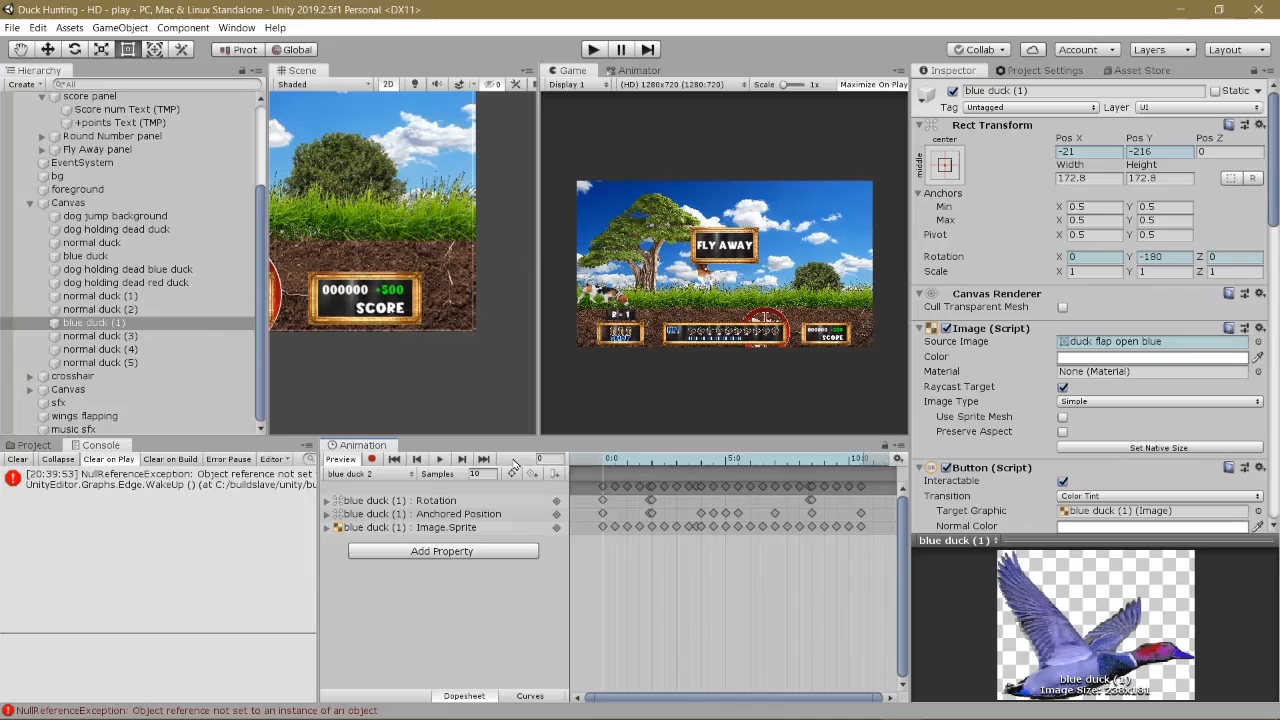 Duck Hunting - HD - play - PC, Mac & Linux Standalone - Unity 2019.2.5f1 Personal <DX11>
File Edit Assets GameObject Component Window Help
Pivot Global Collab Account Layers Layout
Hierarchy Scene Game Animator Inspector Project Settings Asset Store
Create All Shaded 2D 0 Display 1 (HD) 1280x720 (1280:720) Scale 1x Maximize On Play
blue duck (1) Static
Tag Untagged Layer UI
score panel
Score num Text (TMP)
+points Text (TMP)
Round Number panel
Fly Away panel
EventSystem
bg
foreground
Canvas
dog jump background
dog holding dead duck
normal duck
blue duck
dog holding dead blue duck
dog holding dead red duck
normal duck (1)
normal duck (2)
blue duck (1)
normal duck (3)
normal duck (4)
normal duck (5)
crosshair
Canvas
sfx
wings flapping
music sfx
000000 +500
SCORE
FLY AWAY
R = 1
000000 +500
SCORE
Rect Transform
center
middle
Pos X Pos Y Pos Z
-21 -216 0
Width Height
172.8 172.8 R
Anchors
Min X 0.5 Y 0.5
Max X 0.5 Y 0.5
Pivot X 0.5 Y 0.5
Rotation X 0 Y -180 Z 0
Scale X 1 Y 1 Z 1
Canvas Renderer
Cull Transparent Mesh
Image (Script)
Source Image duck flap open blue
Color
Material None (Material)
Raycast Target
Image Type Simple
Use Sprite Mesh
Preserve Aspect
Set Native Size
Button (Script)
Interactable
Transition Color Tint
Target Graphic blue duck (1) (Image)
Normal Color
blue duck (1)
blue duck (1)
Project Console
Clear Collapse Clear on Play Clear on Build Error Pause Editor
[20:39:53] NullReferenceException: Object reference not set
UnityEditor.Graphs.Edge.WakeUp () (at C:/buildslave/unity/bu
Animation
Preview 0 0:0 5:0 10:0
blue duck 2 Samples 10
blue duck (1) : Rotation
blue duck (1) : Anchored Position
blue duck (1) : Image.Sprite
Add Property
Dopesheet Curves
NullReferenceException: Object reference not set to an instance of an object